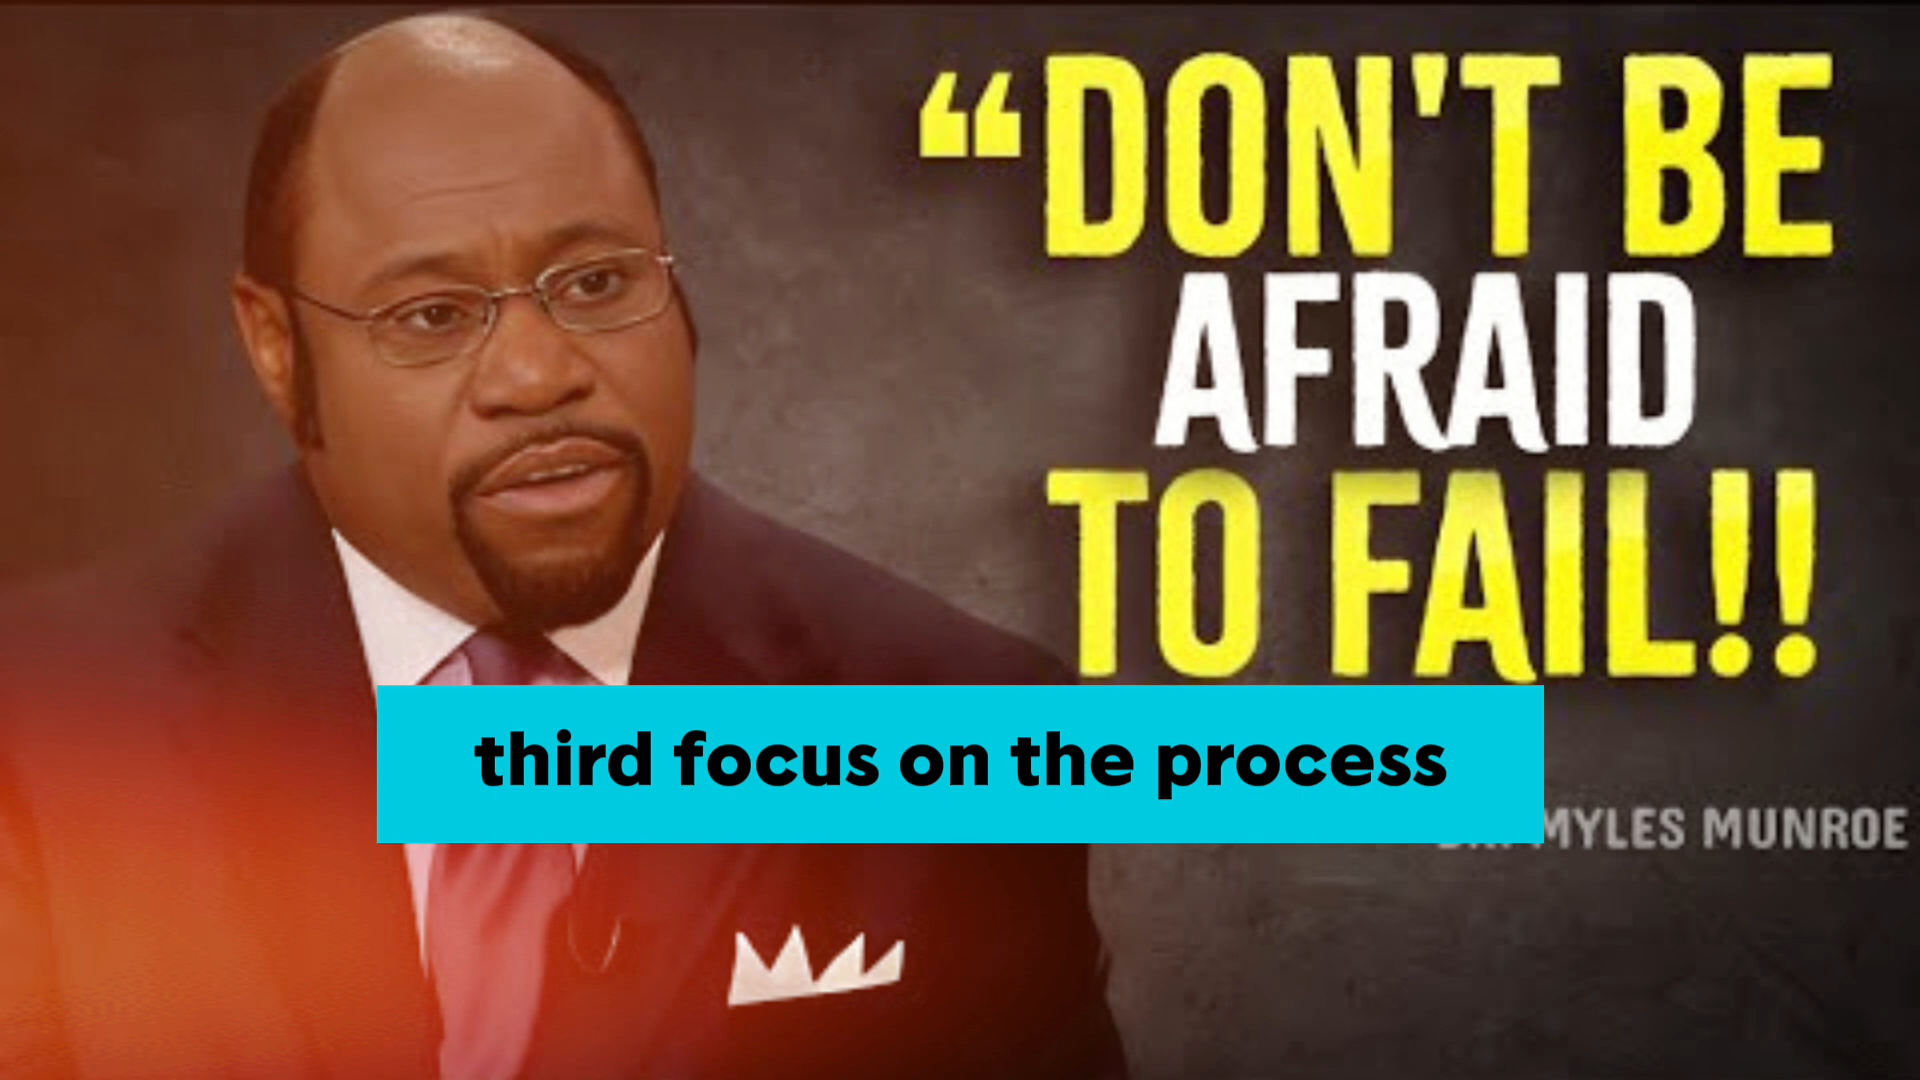 “DON'T BE
AFRAID
TO FAIL!!
third focus on the process
MYLES MUNROE